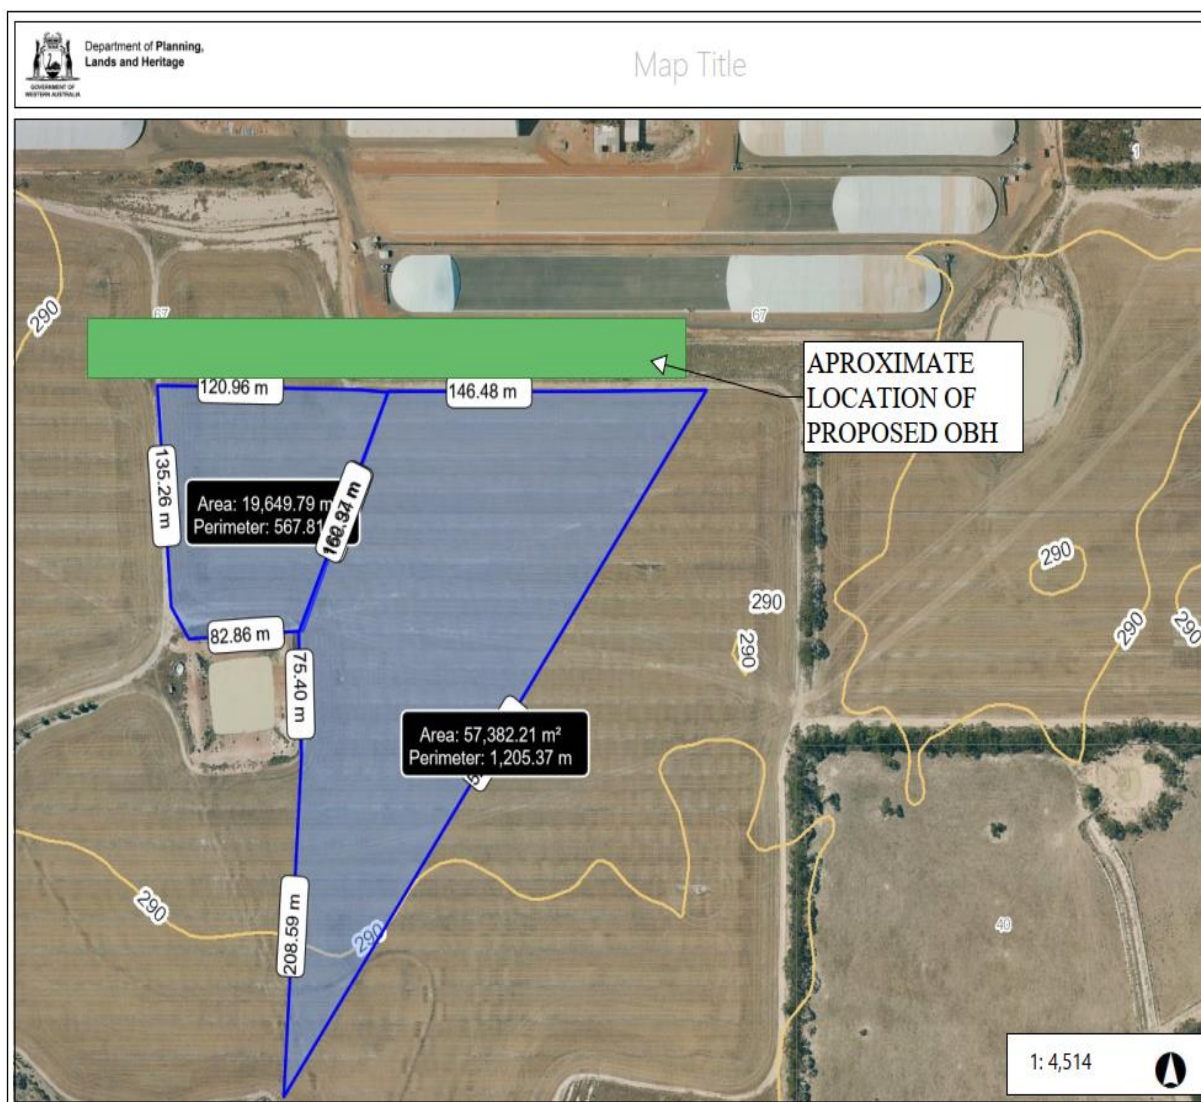 Department of Planning,
Lands and Heritage
GOVERNMENT OF
WESTERN AUSTRALIA
Map Title
1
290
67
67
120.96 m
146.48 m
APROXIMATE
LOCATION OF
PROPOSED OBH
135.26 m
Area: 19,649.79 m
Perimeter: 567.81
290
290
290
290
290
82.86 m
75.40 m
Area: 57,382.21 m²
Perimeter: 1,205.37 m
290
290
208.59 m
40
1: 4,514